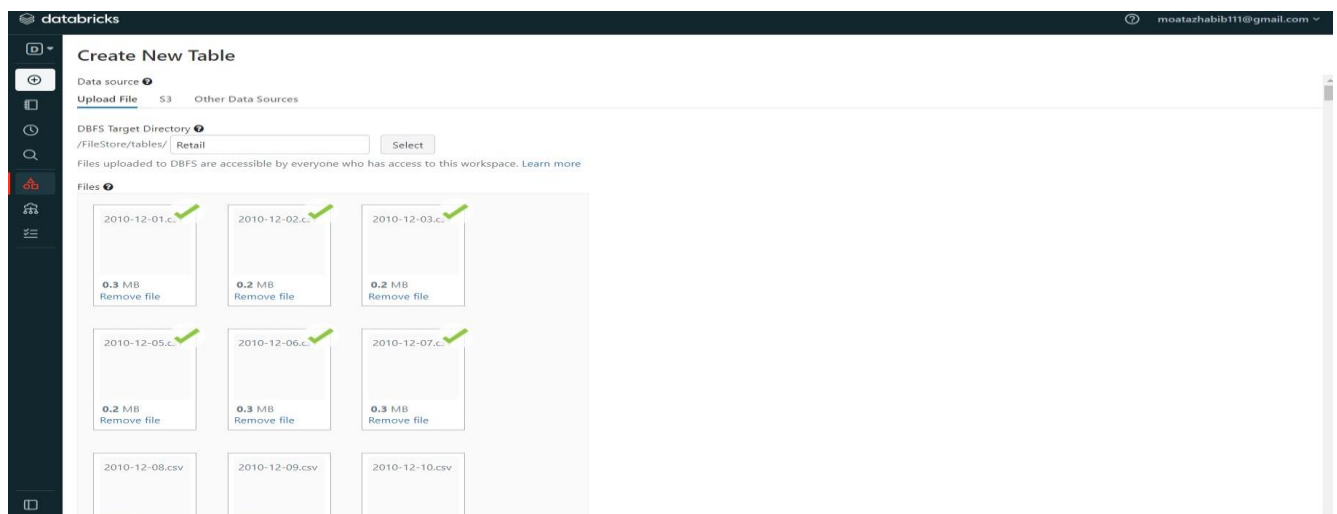 databricks
moatazhabib111@gmail.com
D
Create New Table
Data source
Upload File S3 Other Data Sources
DBFS Target Directory
/FileStore/tables/ Retail Select
Files uploaded to DBFS are accessible by everyone who has access to this workspace. Learn more
Files
2010-12-01.c. 2010-12-02.c. 2010-12-03.c.
0.3 MB 0.2 MB 0.2 MB
Remove file Remove file Remove file
2010-12-05.c. 2010-12-06.c. 2010-12-07.c.
0.2 MB 0.3 MB 0.3 MB
Remove file Remove file Remove file
2010-12-08.csv 2010-12-09.csv 2010-12-10.csv